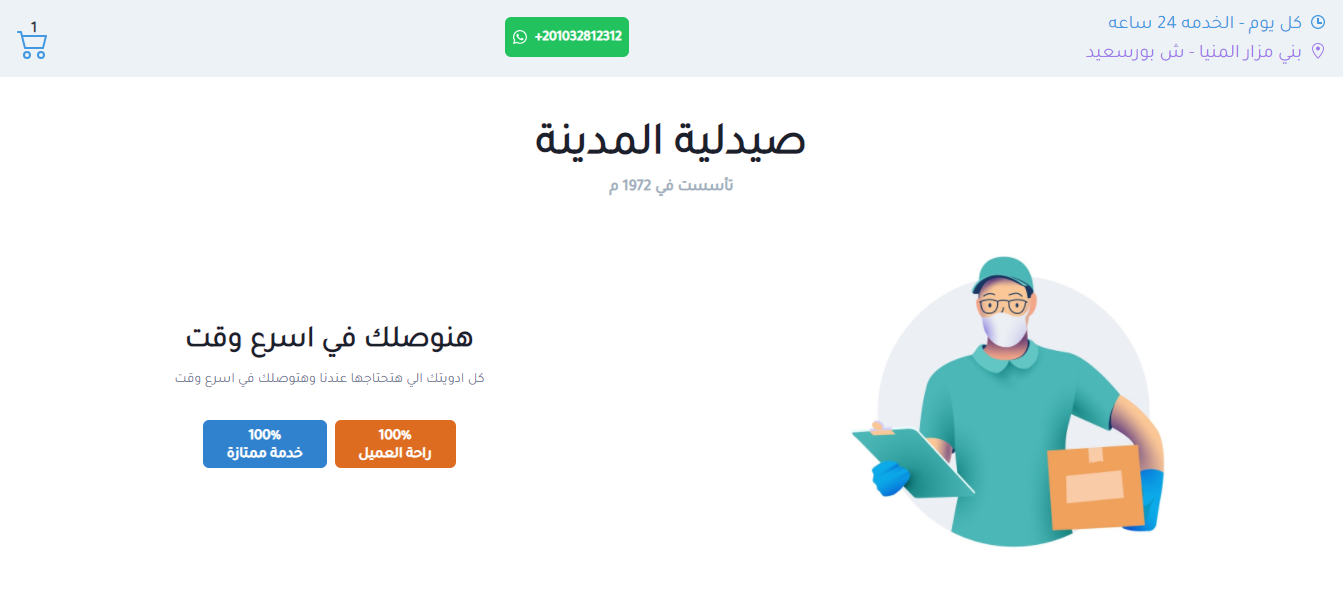 كل يوم - الخدمه 24 ساعه
بني مزار المنيا - ش بورسعيد
+201032812312
1
صيدلية المدينة
تأسست في 1972 م
هنوصلك في اسرع وقت
كل ادويتك الي هتحتاجها عندنا وهتوصلك في اسرع وقت
100%
راحة العميل
100%
خدمة ممتازة